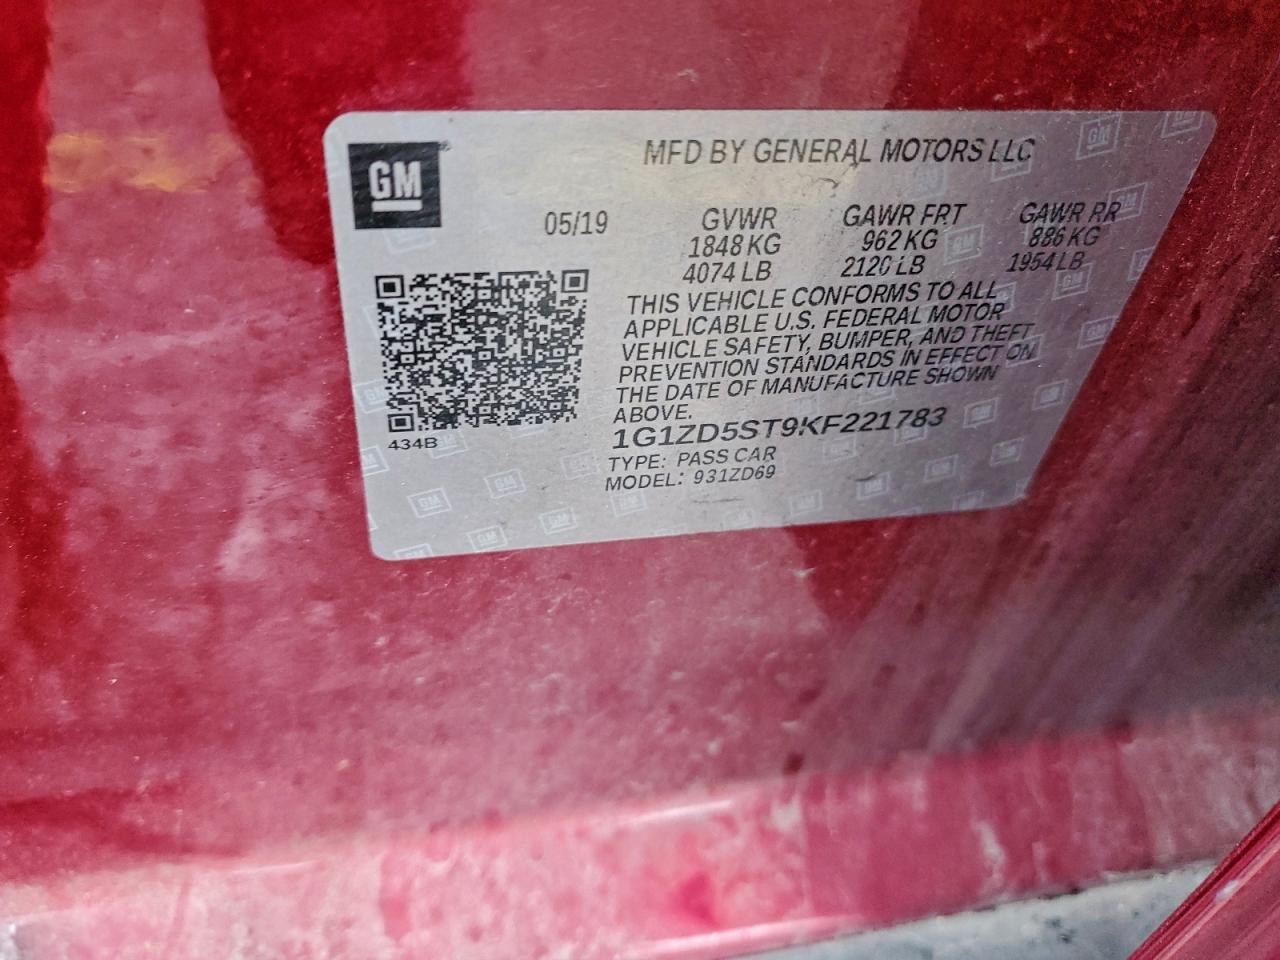 GM
MFD BY GENERAL MOTORS LLC
05/19 GVWR GAWR FRT GAWR RR
1848 KG 962 KG 886 KG
4074 LB 2120 LB 1954 LB
THIS VEHICLE CONFORMS TO ALL
APPLICABLE U.S. FEDERAL MOTOR
VEHICLE SAFETY, BUMPER, AND THEFT
PREVENTION STANDARDS IN EFFECT ON
THE DATE OF MANUFACTURE SHOWN
ABOVE.
434B
1G1ZD5ST9KF221783
TYPE: PASS CAR
MODEL: 931ZD69